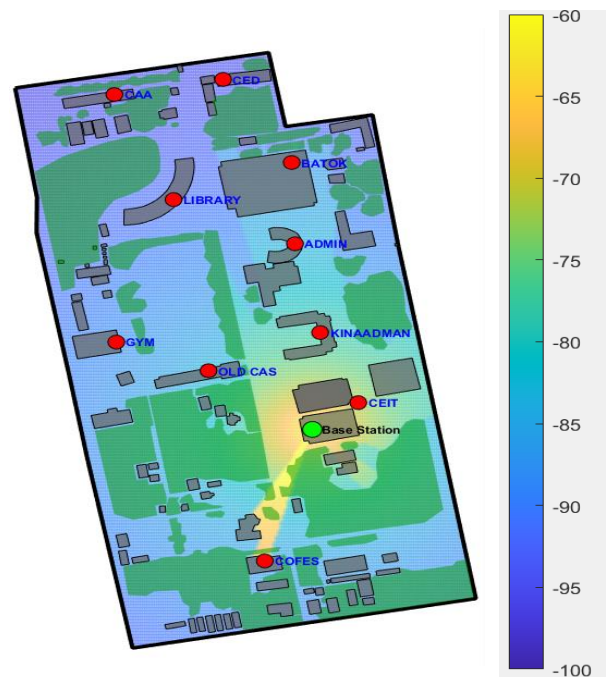 -60
CED
CAA
-65
BATOK
-70
LIBRARY
ADMIN
-75
KINAADMAN
GYM
-80
OLD CAS
CEIT
Base Station
-85
-90
COFES
-95
-100